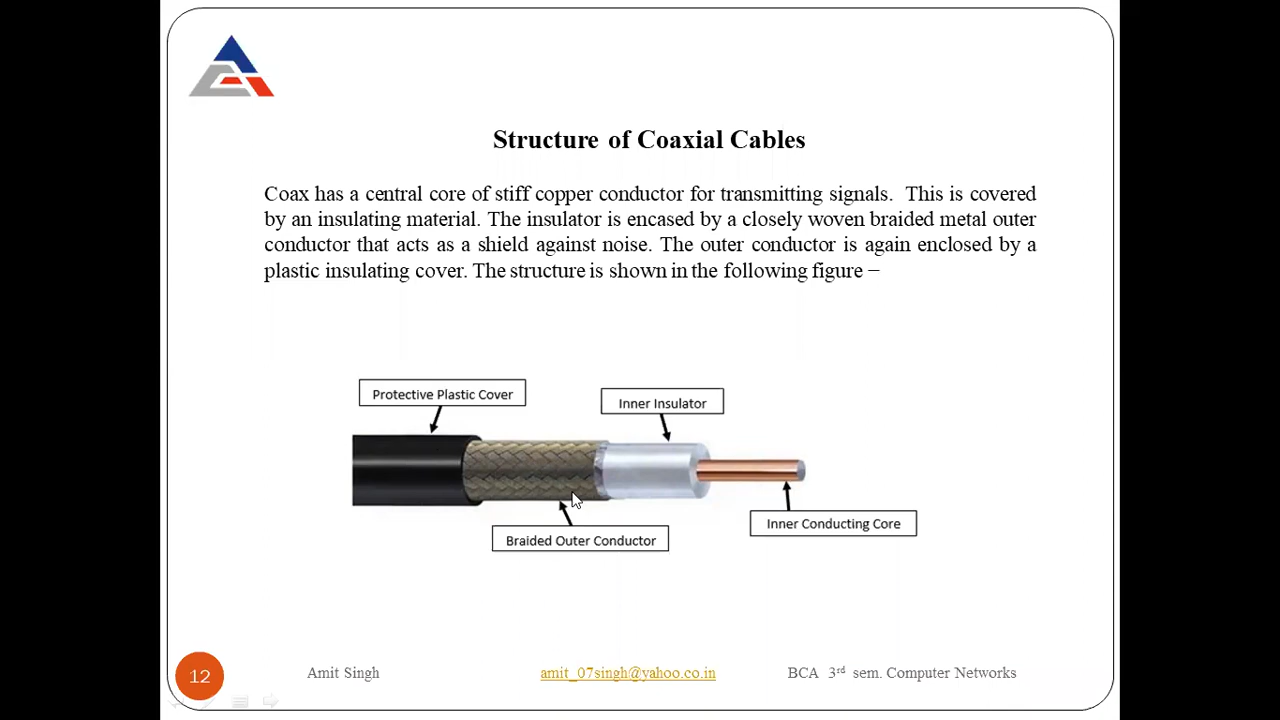 Structure of Coaxial Cables
Coax has a central core of stiff copper conductor for transmitting signals. This is covered
by an insulating material. The insulator is encased by a closely woven braided metal outer
conductor that acts as a shield against noise. The outer conductor is again enclosed by a
plastic insulating cover. The structure is shown in the following figure −
Protective Plastic Cover
Inner Insulator
Braided Outer Conductor
Inner Conducting Core
12
Amit Singh
amit_07singh@yahoo.co.in
BCA 3rd sem. Computer Networks